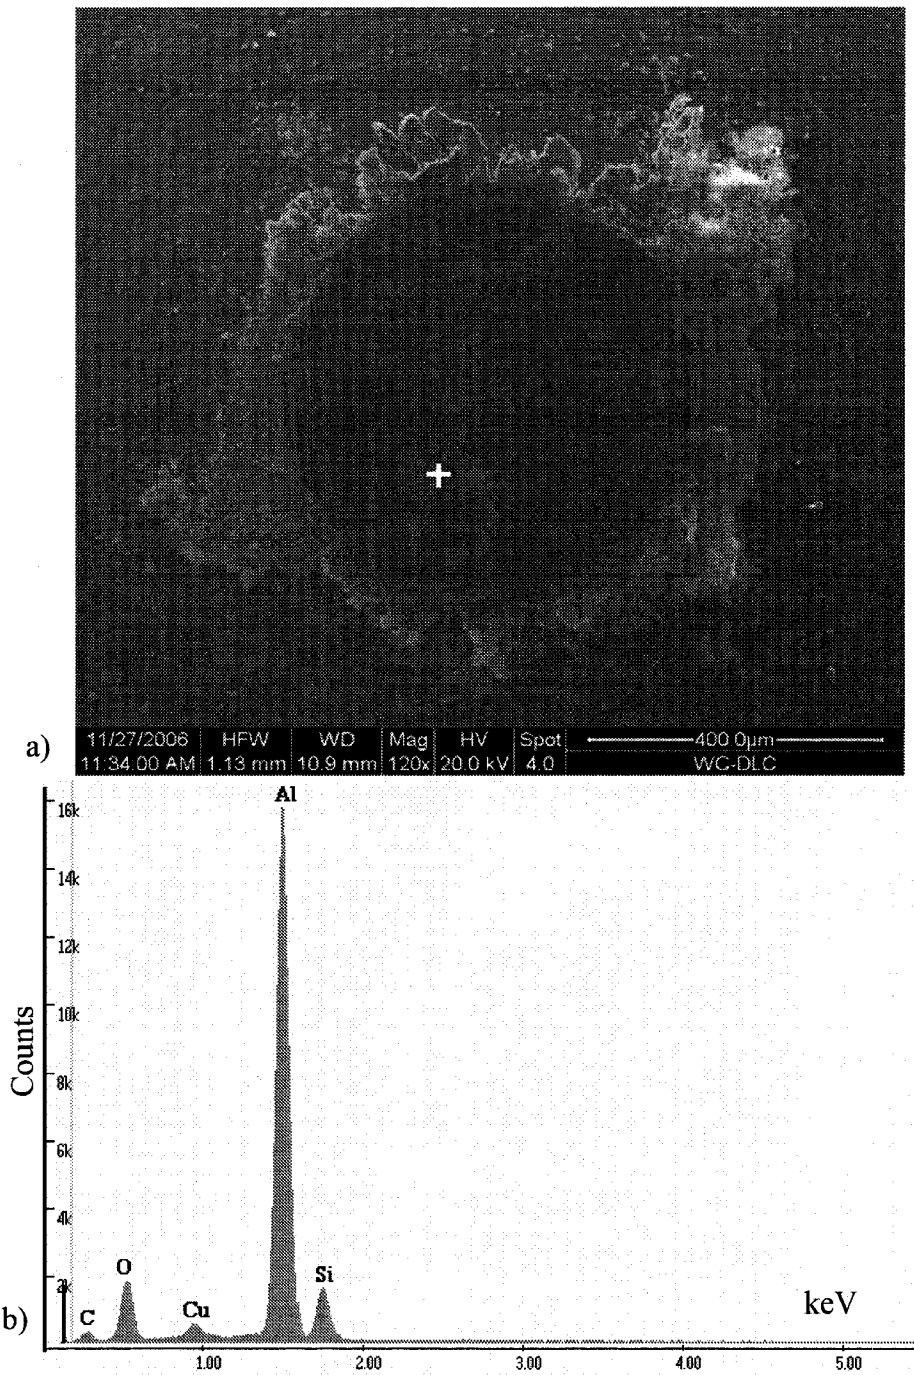 a)
11/27/2006 HFW WD Mag HV Spot 400.0µm
11:34:00 AM 1.13 mm 10.9 mm 120x 20.0 kV 4.0 WC-DLC
Al
16k
14k
12k
10k
8k
6k
4k
2k
Counts
O
Si
Cu
C
keV
b)
1.00 2.00 3.00 4.00 5.00